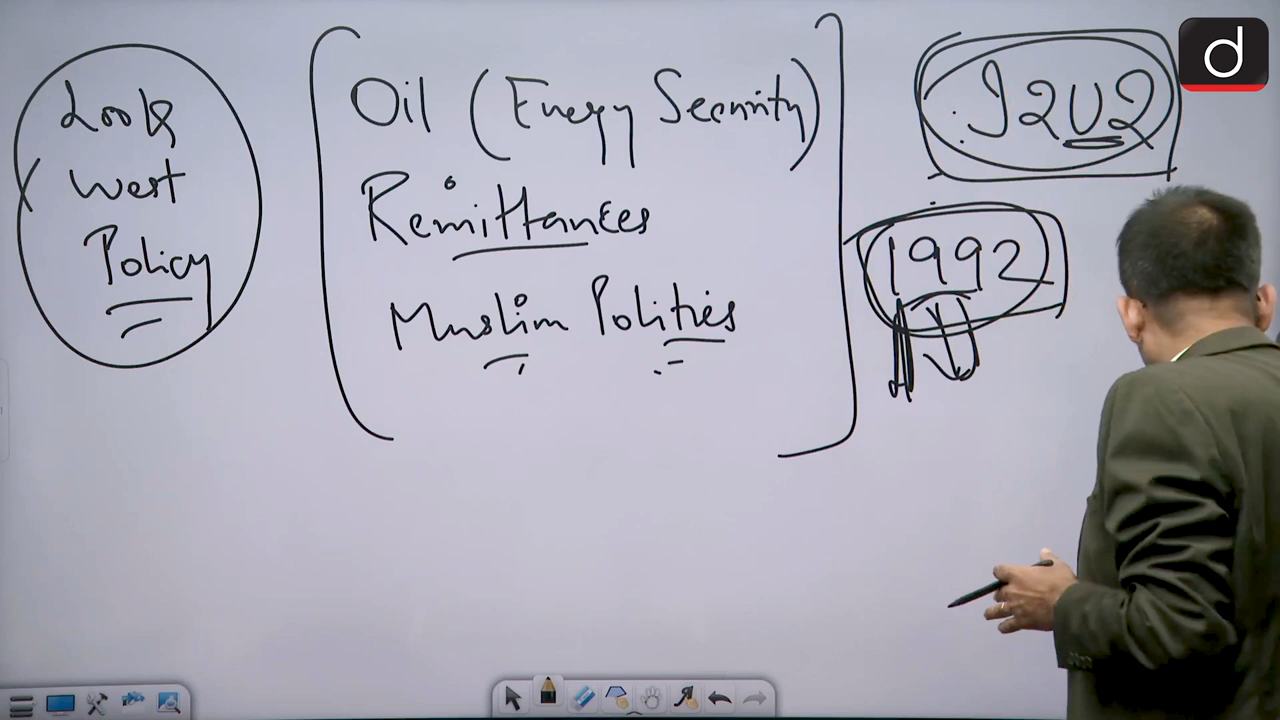 Look
West
Policy
Oil (Energy Security)
Remittances
Muslim Polities
I2U2
1992
d